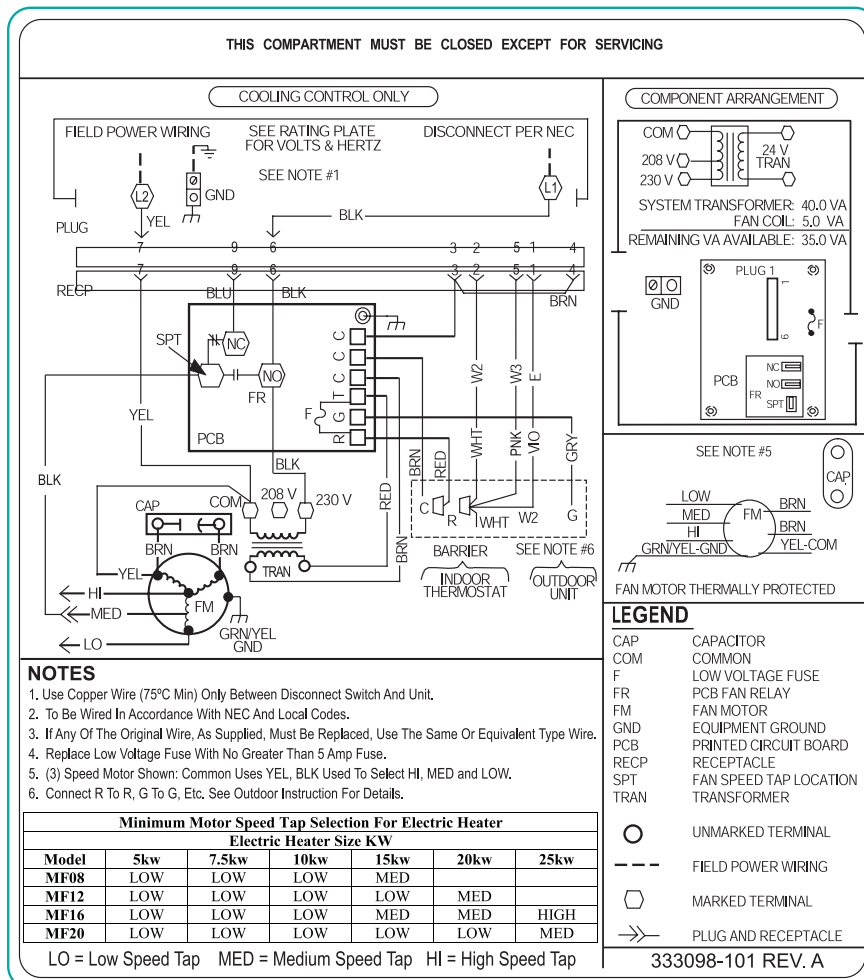 THIS COMPARTMENT MUST BE CLOSED EXCEPT FOR SERVICING
COOLING CONTROL ONLY
FIELD POWER WIRING
SEE RATING PLATE
FOR VOLTS & HERTZ
DISCONNECT PER NEC
SEE NOTE #1
L2
GND
L1
YEL
BLK
PLUG
7 9 6 3 2 5 1 4
7 9 6 3 2 5 1 4
RECP
BLU
BLK
BRN
SPT
NC
NO
FR
C
C
C
T
G
R
F
PCB
YEL
BLK
BLK
W2
W3
E
WHT
PNK
VIO
GRY
RED
BRN
RED
BRN
COM
208 V
230 V
TRAN
CAP
BRN
BRN
YEL
HI
MED
LO
FM
GRN/YEL
GND
C
R
WHT
W2
G
BARRIER
SEE NOTE #6
INDOOR
THERMOSTAT
OUTDOOR
UNIT
COMPONENT ARRANGEMENT
COM
208 V
230 V
24 V
TRAN
SYSTEM TRANSFORMER: 40.0 VA
FAN COIL: 5.0 VA
REMAINING VA AVAILABLE: 35.0 VA
GND
PLUG 1
1
6
F
PCB
NC
NO
FR
SPT
SEE NOTE #5
CAP
LOW
MED
HI
GRN/YEL-GND
FM
BRN
BRN
YEL-COM
FAN MOTOR THERMALLY PROTECTED
LEGEND
CAP CAPACITOR
COM COMMON
F LOW VOLTAGE FUSE
FR PCB FAN RELAY
FM FAN MOTOR
GND EQUIPMENT GROUND
PCB PRINTED CIRCUIT BOARD
RECP RECEPTACLE
SPT FAN SPEED TAP LOCATION
TRAN TRANSFORMER
UNMARKED TERMINAL
FIELD POWER WIRING
MARKED TERMINAL
PLUG AND RECEPTACLE
333098-101 REV. A
NOTES
1. Use Copper Wire (75ºC Min) Only Between Disconnect Switch And Unit.
2. To Be Wired In Accordance With NEC And Local Codes.
3. If Any Of The Original Wire, As Supplied, Must Be Replaced, Use The Same Or Equivalent Type Wire.
4. Replace Low Voltage Fuse With No Greater Than 5 Amp Fuse.
5. (3) Speed Motor Shown: Common Uses YEL, BLK Used To Select HI, MED and LOW.
6. Connect R To R, G To G, Etc. See Outdoor Instruction For Details.
Minimum Motor Speed Tap Selection For Electric Heater
Electric Heater Size KW
Model 5kw 7.5kw 10kw 15kw 20kw 25kw
MF08 LOW LOW LOW MED
MF12 LOW LOW LOW LOW MED
MF16 LOW LOW LOW MED MED HIGH
MF20 LOW LOW LOW LOW LOW MED
LO = Low Speed Tap MED = Medium Speed Tap HI = High Speed Tap